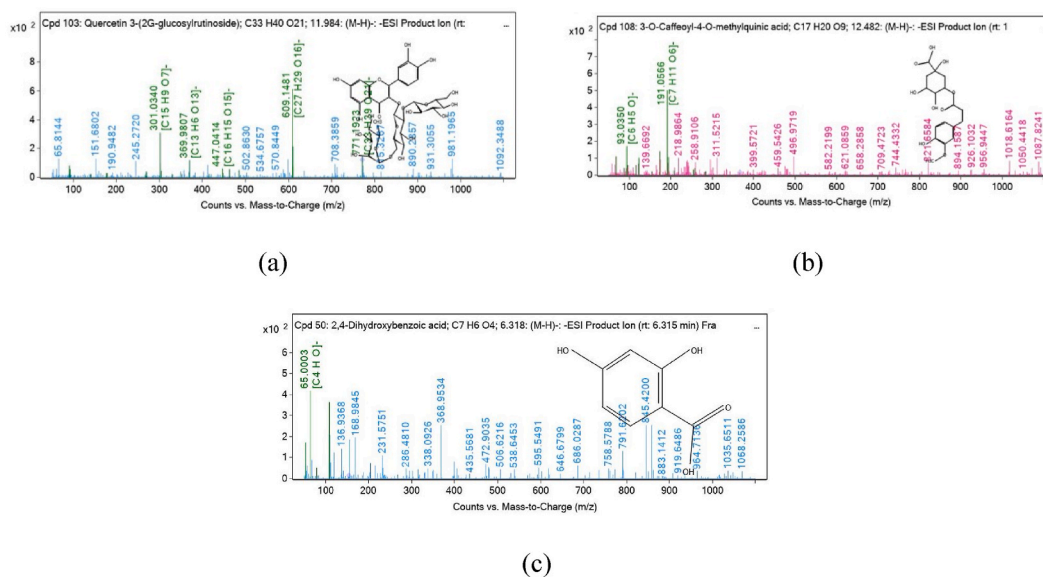 Cpd 103: Quercetin 3-(2G-glucosylrutinoside); C33 H40 O21; 11.984: (M-H)-: -ESI Product Ion (rt: ...
x10 2
8
6
4
2
0
65.8144
151.6802
190.9482
245.2720
301.0340
[C15 H9 O7]-
369.9807
[C13 H6 O13]-
447.0414
[C16 H15 O15]-
502.8630
534.5757
570.8449
609.1481
[C27 H29 O16]-
708.3859
771.1923
890.2657
931.3055
981.1965
1092.3488
100 200 300 400 500 600 700 800 900 1000
Counts vs. Mass-to-Charge (m/z)
(a)
Cpd 108: 3-O-Caffeoyl-4-O-methylquinic acid; C17 H20 O9; 12.482: (M-H)-: -ESI Product Ion (rt: 1 ...
x10 2
6
4
2
0
93.0350
[C6 H5 O]-
139.6692
191.0566
[C7 H11 O6]-
218.9864
258.9106
311.5215
399.5721
459.5426
496.9719
582.2199
621.0859
658.2858
709.4723
744.4332
821.6584
926.1032
956.9447
1018.6164
1050.4418
1087.8241
100 200 300 400 500 600 700 800 900 1000
Counts vs. Mass-to-Charge (m/z)
(b)
Cpd 50: 2,4-Dihydroxybenzoic acid; C7 H6 O4; 6.318: (M-H)-: -ESI Product Ion (rt: 6.315 min) Fra ...
x10 2
6
5
4
3
2
1
0
65.0003
[C4 H O]-
136.9368
168.9845
231.5751
286.4810
338.0926
368.9534
435.5681
472.9035
506.6216
538.6453
595.5491
646.6799
686.0287
758.5788
845.4200
883.1412
919.6486
964.7136
1035.6511
1068.2586
HO
OH
O
OH
100 200 300 400 500 600 700 800 900 1000
Counts vs. Mass-to-Charge (m/z)
(c)